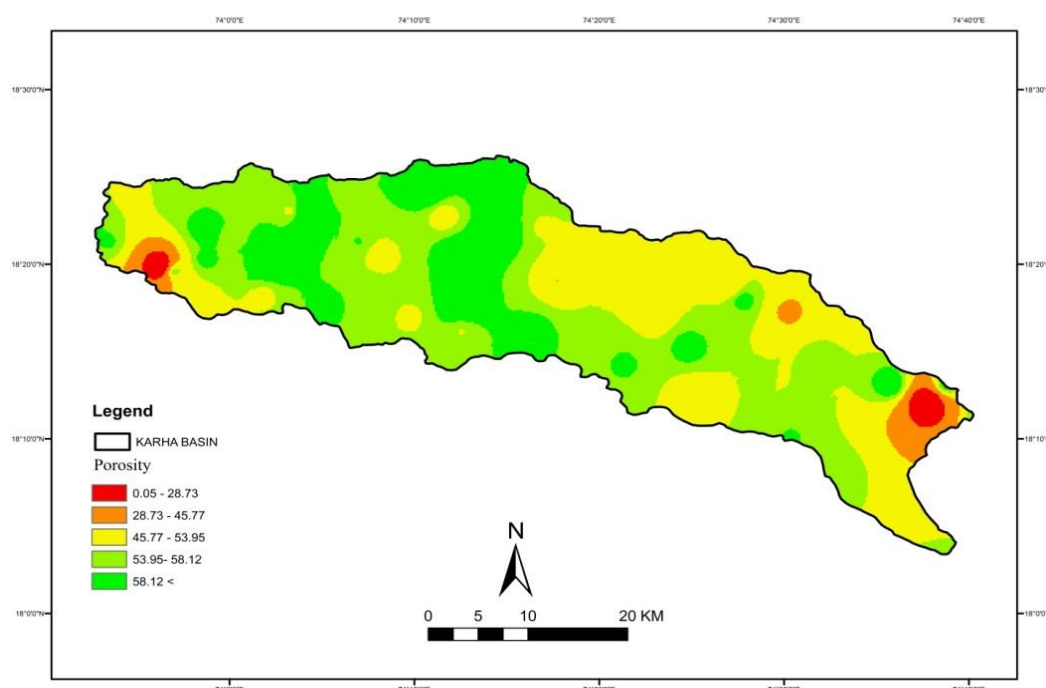 74°0'0"E 74°10'0"E 74°20'0"E 74°30'0"E 74°40'0"E
18°30'0"N
18°20'0"N 18°20'0"N
18°10'0"N 18°10'0"N
Legend
KARHA BASIN
Porosity
0.05 - 28.73
28.73 - 45.77
45.77 - 53.95
53.95- 58.12
58.12 <
N
0 5 10 20 KM
18°0'0"N